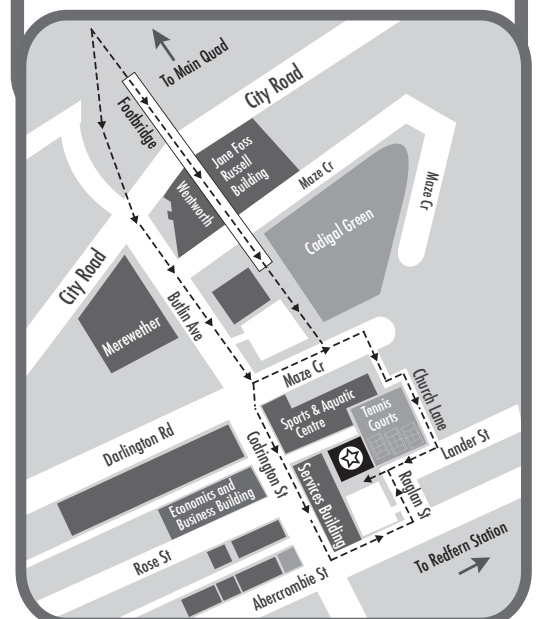 To Main Quad
City Road
Footbridge
Jane Foss
Russell
Building
Wentworth
Maze Cr
Maze Cr
Cadigal Green
City Road
Merewether
Butlin Ave
Maze Cr
Sports & Aquatic
Centre
Tennis
Courts
Church Lane
Darlington Rd
Codrington St
Lander St
Services Building
Raglan St
Economics and
Business Building
Rose St
Abercrombie St
To Redfern Station